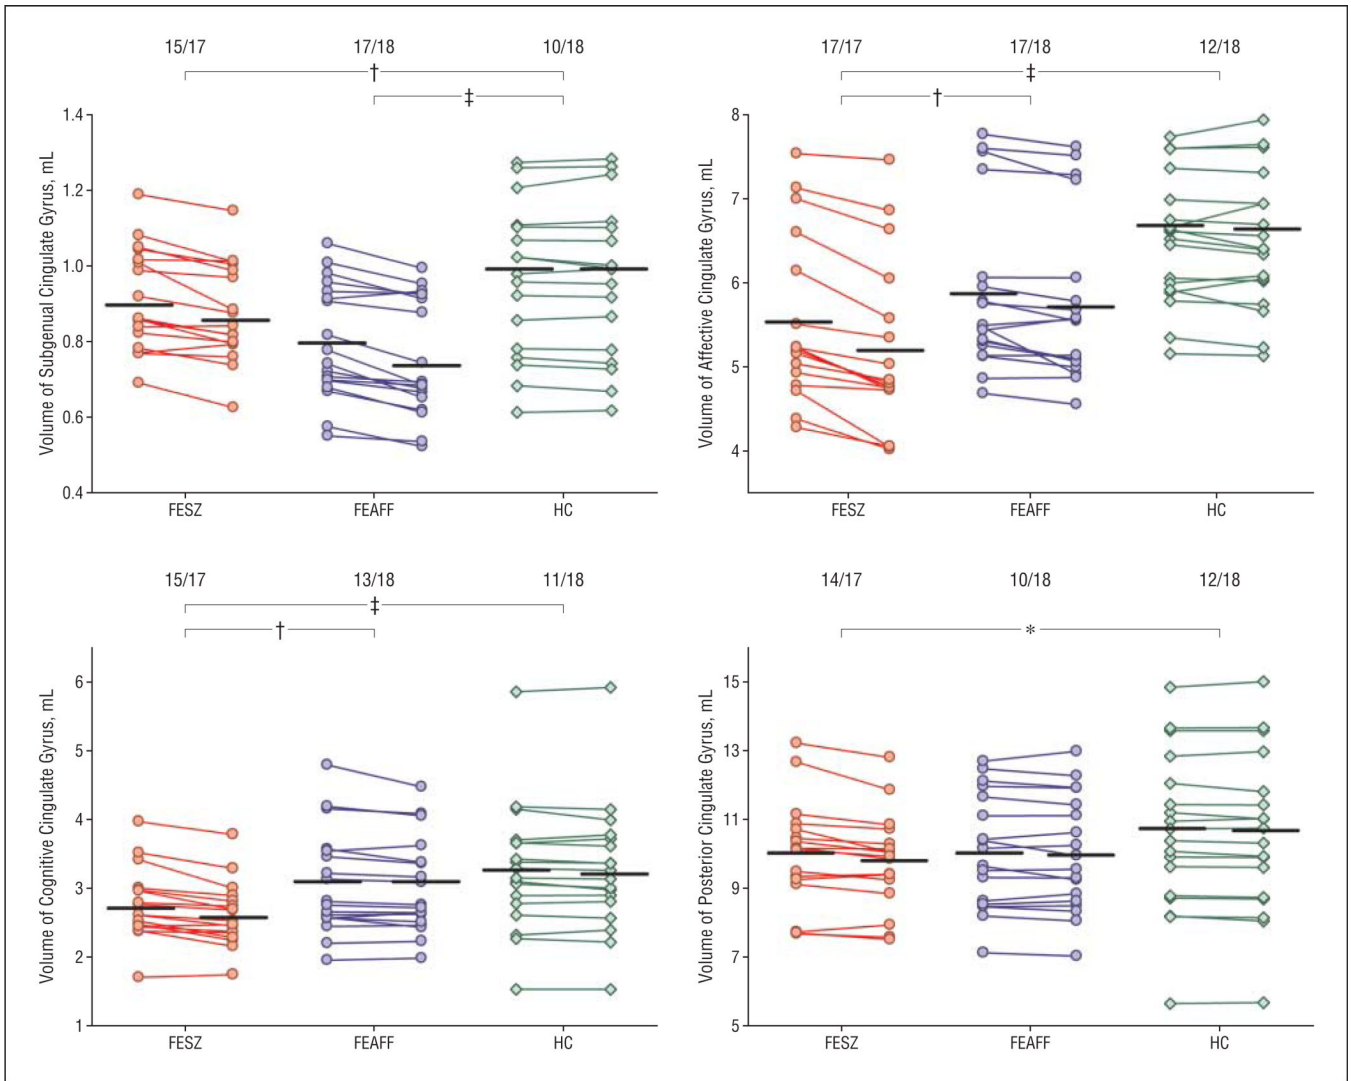 15/17 17/18 10/18
†
‡
Volume of Subgenual Cingulate Gyrus, mL
1.4
1.2
1.0
0.8
0.6
0.4
FESZ FEAFF HC
17/17 17/18 12/18
‡
†
Volume of Affective Cingulate Gyrus, mL
8
7
6
5
4
FESZ FEAFF HC
15/17 13/18 11/18
‡
†
Volume of Cognitive Cingulate Gyrus, mL
6
5
4
3
2
1
FESZ FEAFF HC
14/17 10/18 12/18
*
Volume of Posterior Cingulate Gyrus, mL
15
13
11
9
7
5
FESZ FEAFF HC